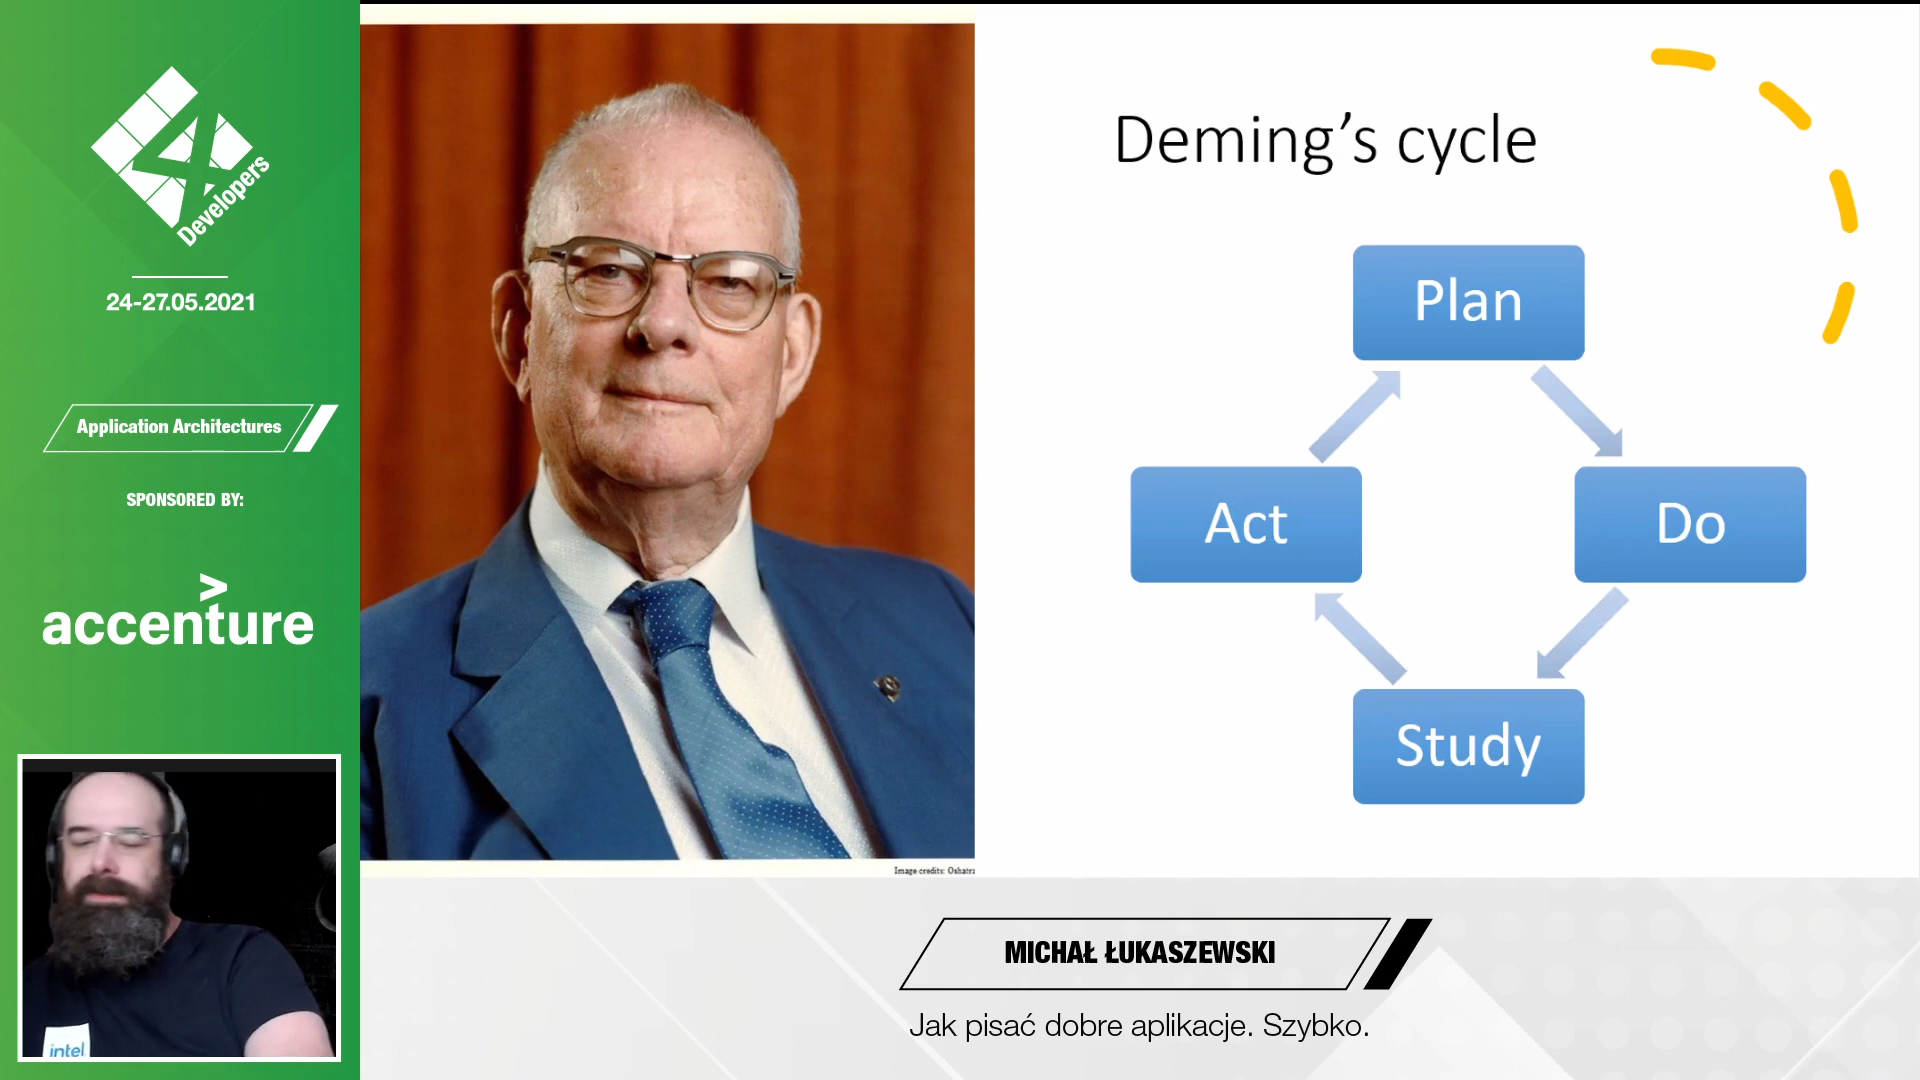 4
Developers
24-27.05.2021
Application Architectures
SPONSORED BY:
accenture
intel
Deming's cycle
Plan
Do
Study
Act
Image credits: Oshatra
MICHAŁ ŁUKASZEWSKI
Jak pisać dobre aplikacje. Szybko.